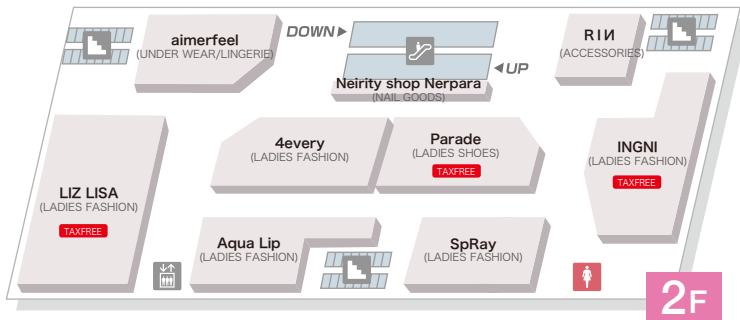 aimerfeel
(UNDER WEAR/LINGERIE)
DOWN
UP
RIN
(ACCESSORIES)
Neirity shop Nerpara
(NAIL GOODS)
4every
(LADIES FASHION)
Parade
(LADIES SHOES)
TAXFREE
INGNI
(LADIES FASHION)
TAXFREE
LIZ LISA
(LADIES FASHION)
TAXFREE
Aqua Lip
(LADIES FASHION)
SpRay
(LADIES FASHION)
2F